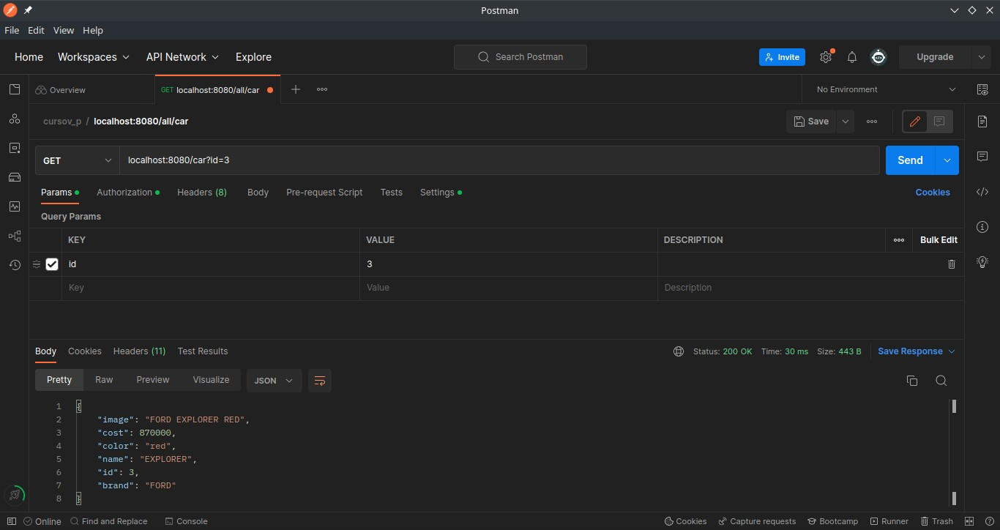 Postman
File Edit View Help
Home Workspaces API Network Explore Search Postman Invite Upgrade
Overview GET localhost:8080/all/car No Environment
cursov_p / localhost:8080/all/car Save
GET localhost:8080/car?id=3 Send
Params Authorization Headers (8) Body Pre-request Script Tests Settings Cookies
Query Params
KEY VALUE DESCRIPTION Bulk Edit
id 3
Key Value Description
Body Cookies Headers (11) Test Results Status: 200 OK Time: 30 ms Size: 443 B Save Response
Pretty Raw Preview Visualize JSON
1 {
2 "image": "FORD EXPLORER RED",
3 "cost": 870000,
4 "color": "red",
5 "name": "EXPLORER",
6 "id": 3,
7 "brand": "FORD"
8 }
Online Find and Replace Console Cookies Capture requests Bootcamp Runner Trash